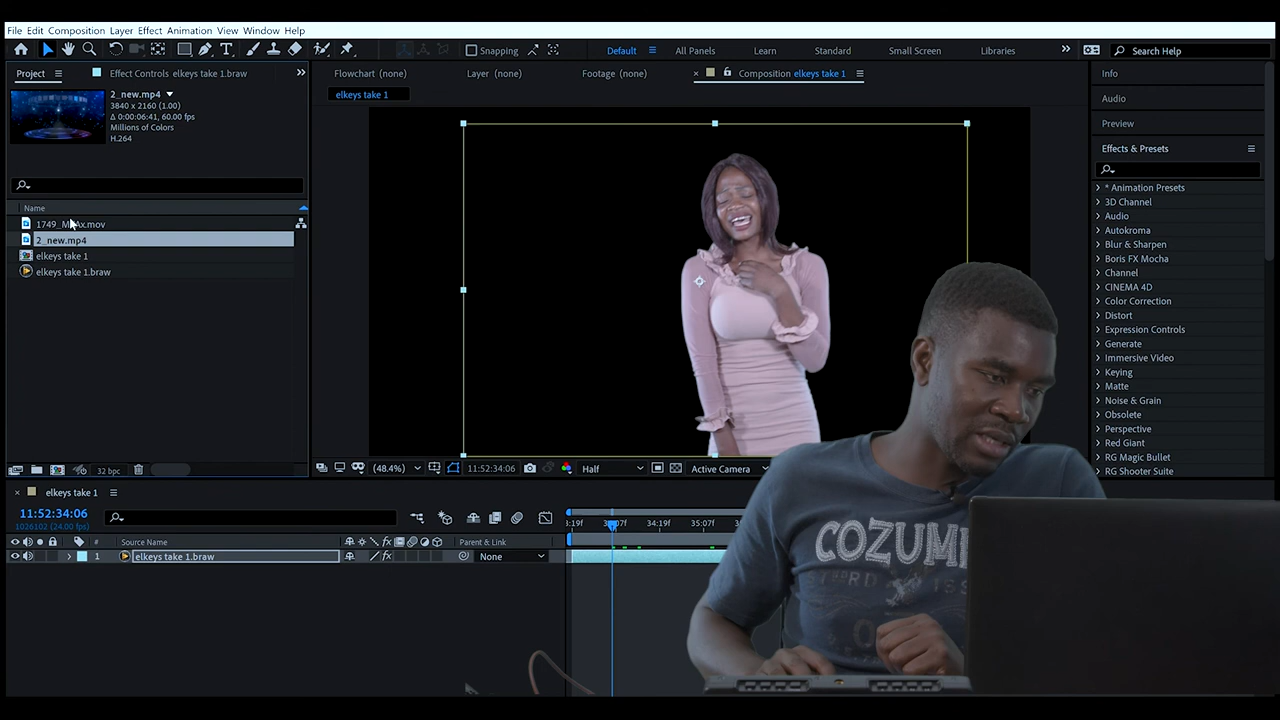 File Edit Composition Layer Effect Animation View Window Help
Snapping
Default
All Panels
Learn
Standard
Small Screen
Libraries
Search Help
Project
Effect Controls elkeys take 1.braw
Flowchart (none)
Layer (none)
Footage (none)
Composition elkeys take 1
Info
2_new.mp4
3840 x 2160 (1.00)
Δ 0:00:06:41, 60.00 fps
Millions of Colors
H.264
elkeys take 1
Audio
Preview
Effects & Presets
Name
2_new.mp4
elkeys take 1
elkeys take 1.braw
* Animation Presets
3D Channel
Audio
Autokroma
Blur & Sharpen
Boris FX Mocha
Channel
CINEMA 4D
Color Correction
Distort
Expression Controls
Generate
Immersive Video
Keying
Matte
Noise & Grain
Obsolete
Perspective
Red Giant
RG Magic Bullet
RG Shooter Suite
32 bpc
(48.4%)
11:52:34:06
Half
Active Camera
elkeys take 1
11:52:34:06
1026102 (24.00 fps)
34:19f
35:07f
# Source Name
Parent & Link
1 elkeys take 1.braw
None
COZUM